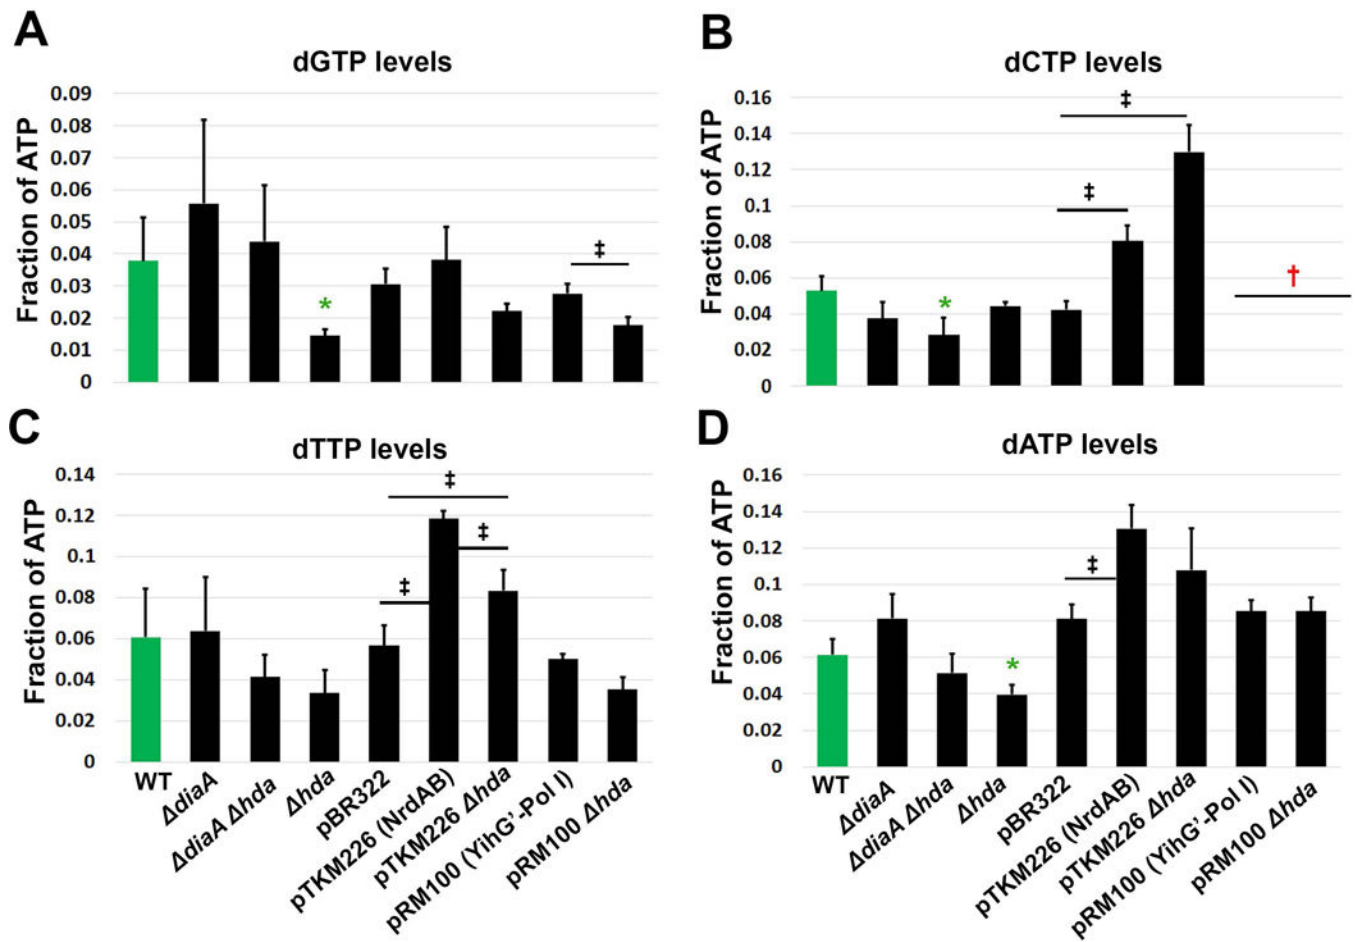 A
dGTP levels
Fraction of ATP
0.09
0.08
0.07
0.06
0.05
0.04
0.03
0.02
0.01
0
*
‡
B
dCTP levels
Fraction of ATP
0.16
0.14
0.12
0.1
0.08
0.06
0.04
0.02
0
*
‡
‡
†
C
dTTP levels
Fraction of ATP
0.14
0.12
0.1
0.08
0.06
0.04
0.02
0
‡
‡
‡
WT
ΔdiaA
ΔdiaA Δhda
Δhda
pBR322
pTKM226 (NrdAB)
pTKM226 Δhda
pRM100 (YihG’-Pol I)
pRM100 Δhda
D
dATP levels
Fraction of ATP
0.16
0.14
0.12
0.1
0.08
0.06
0.04
0.02
0
*
‡
WT
ΔdiaA
ΔdiaA Δhda
Δhda
pBR322
pTKM226 (NrdAB)
pTKM226 Δhda
pRM100 (YihG’-Pol I)
pRM100 Δhda